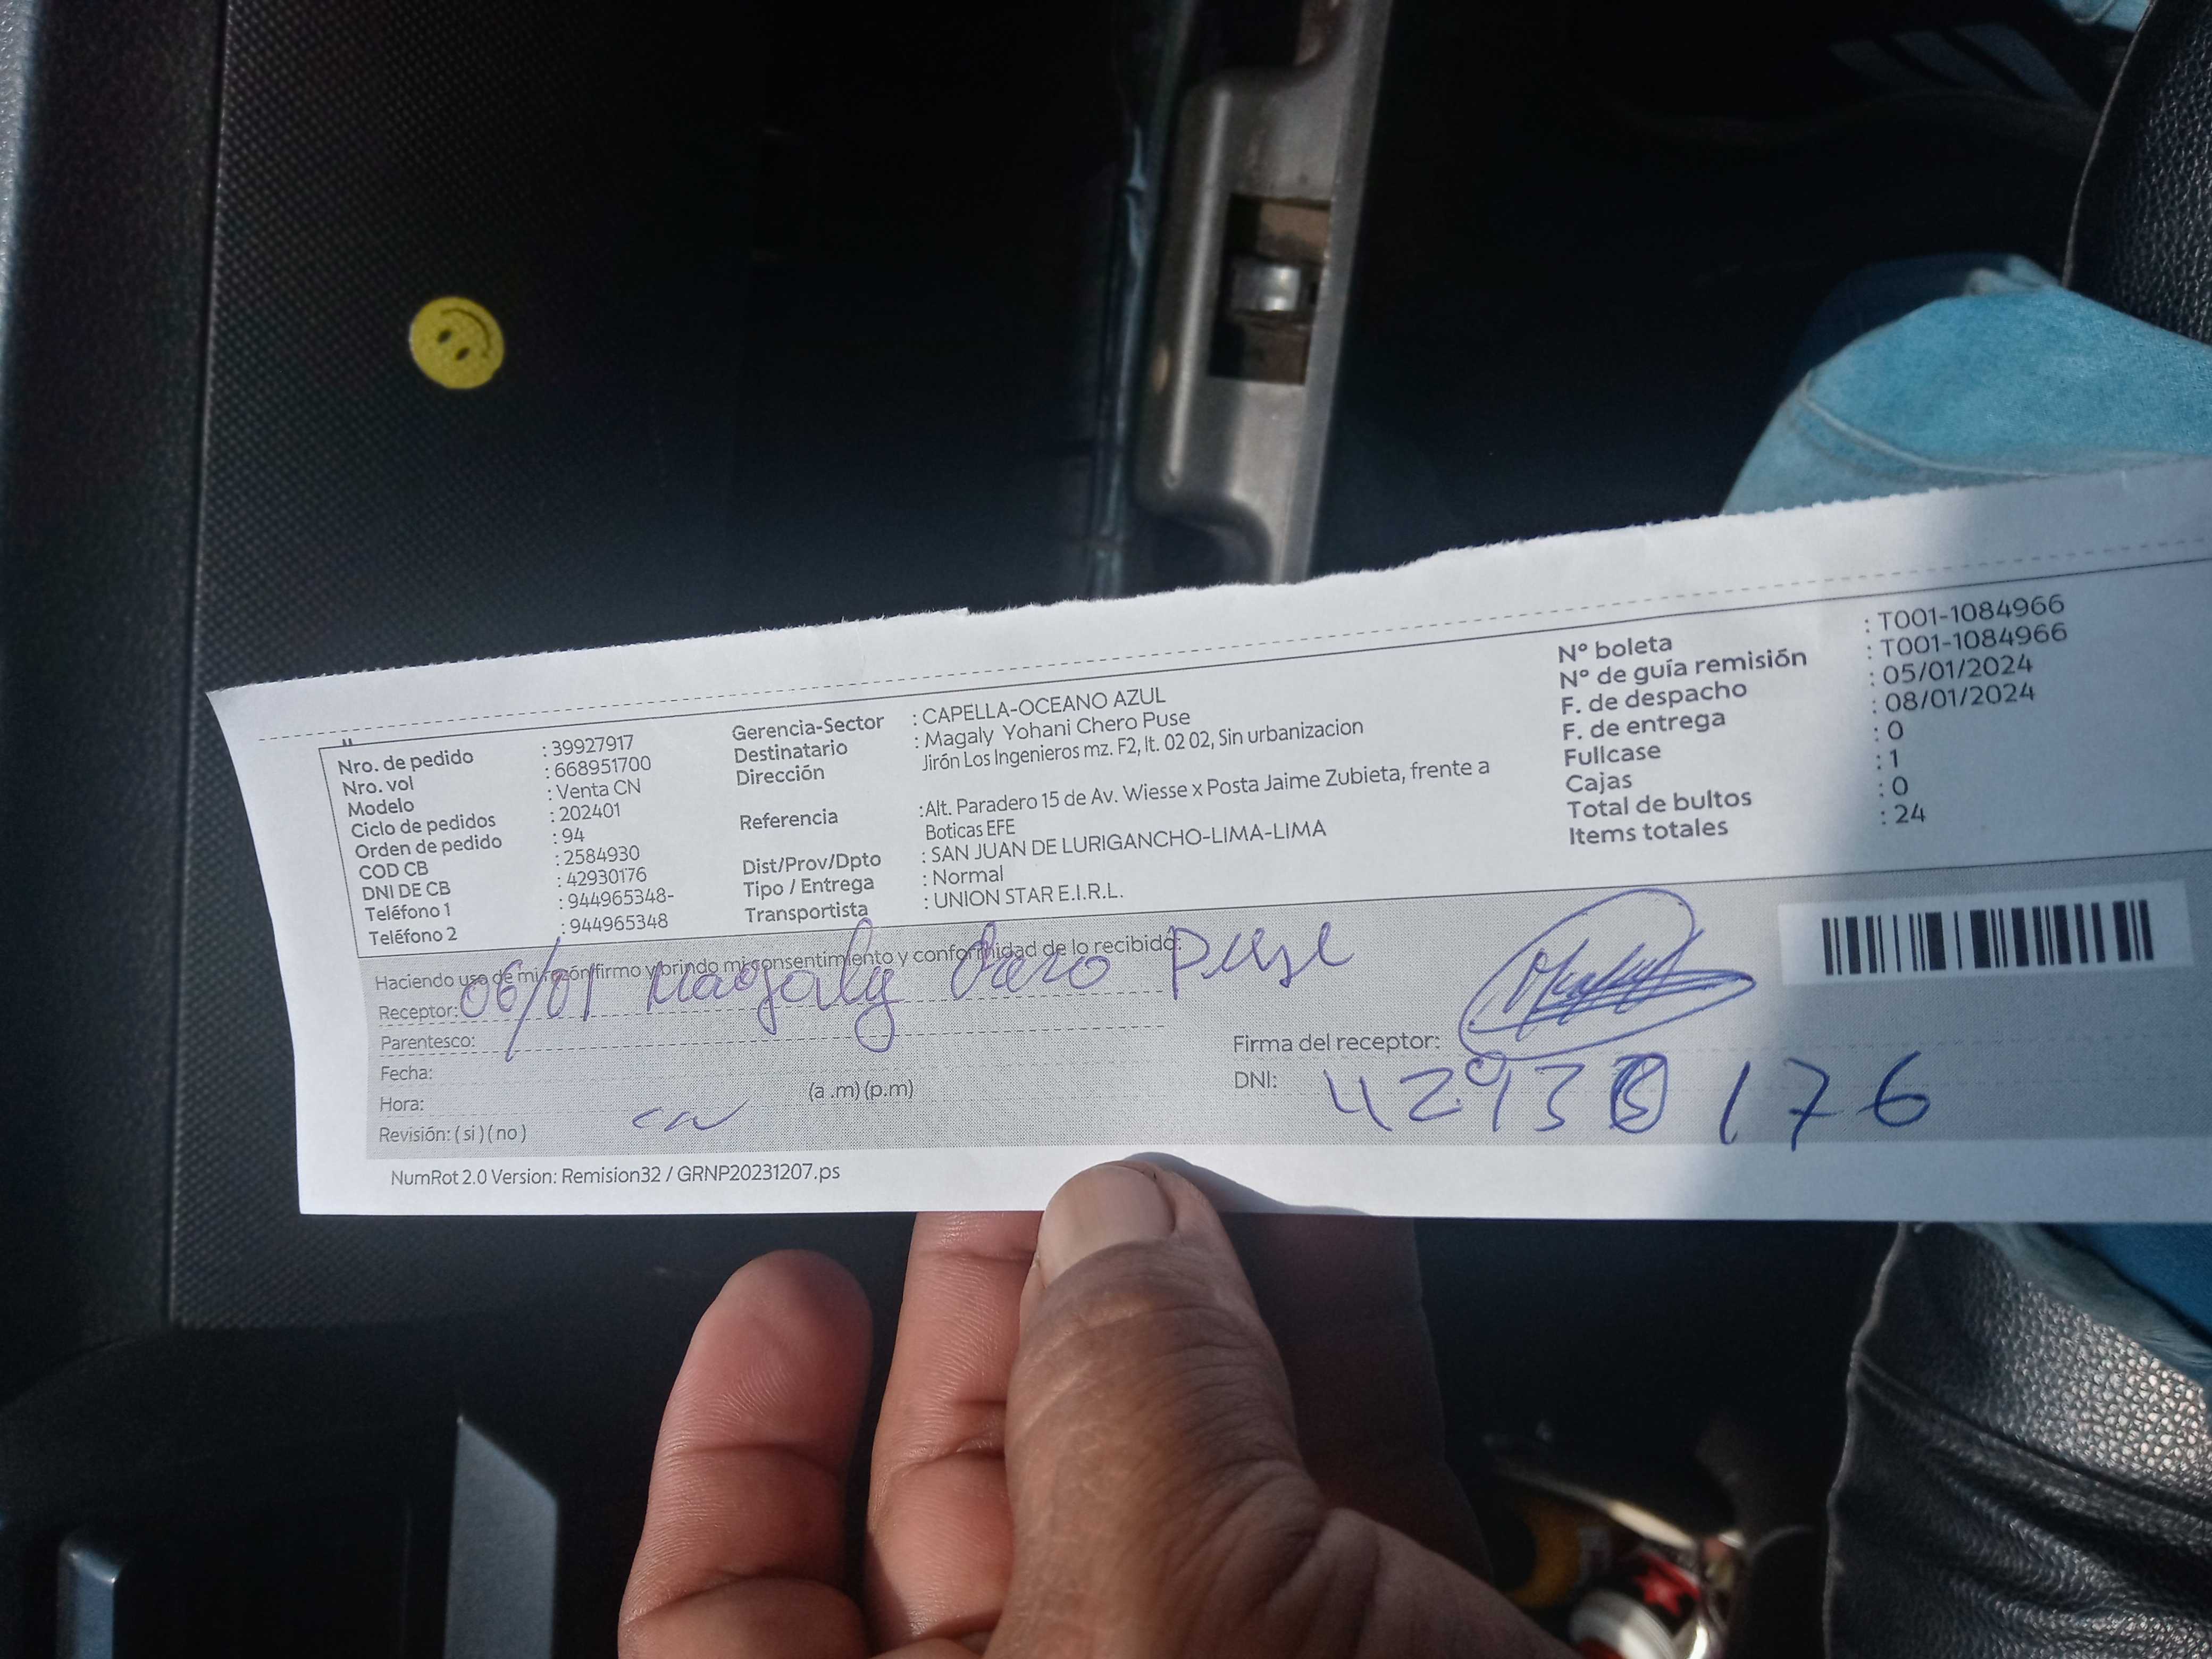 Nro. de pedido : 39927917
Nro. vol : 668951700
Modelo : Venta CN
Ciclo de pedidos : 202401
Orden de pedido : 94
COD CB : 2584930
DNI DE CB : 42930176
Teléfono 1 : 944965348-
Teléfono 2 : 944965348
Gerencia-Sector : CAPELLA-OCEANO AZUL
Destinatario : Magaly Yohani Chero Puse
Dirección Jirón Los Ingenieros mz. F2, lt. 02 02, Sin urbanizacion
Referencia :Alt. Paradero 15 de Av. Wiesse x Posta Jaime Zubieta, frente a
Boticas EFE
Dist/Prov/Dpto : SAN JUAN DE LURIGANCHO-LIMA-LIMA
Tipo / Entrega : Normal
Transportista : UNION STAR E.I.R.L.
N° boleta : T001-1084966
N° de guía remisión : T001-1084966
F. de despacho : 05/01/2024
F. de entrega : 08/01/2024
Fullcase : 0
Cajas : 1
Total de bultos : 0
Items totales : 24
Haciendo uso de mi razón firmo y brindo mi consentimiento y conformidad de lo recibido:
Receptor: 06/01 Magaly Chero Puse
Parentesco:
Fecha:
Hora: (a .m) (p.m)
Revisión: ( si ) ( no )
Firma del receptor:
DNI: 42930176
NumRot 2.0 Version: Remision32 / GRNP20231207.ps